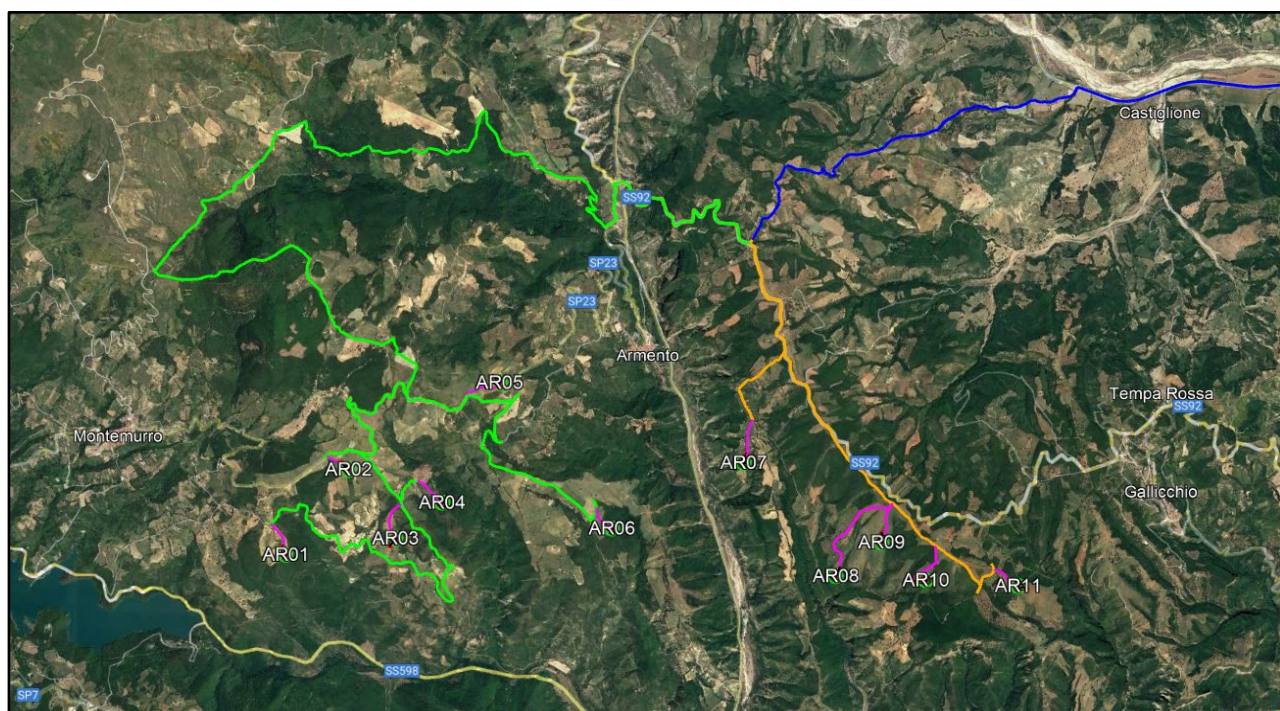 Castiglione
SS92
SP23
SP23
Armento
AR05
Tempa Rossa
SS92
Montemurro
AR02
AR07
SS92
Gallicchio
AR04
AR03
AR06
AR01
AR09
AR08
AR10
AR11
SS598
SP7